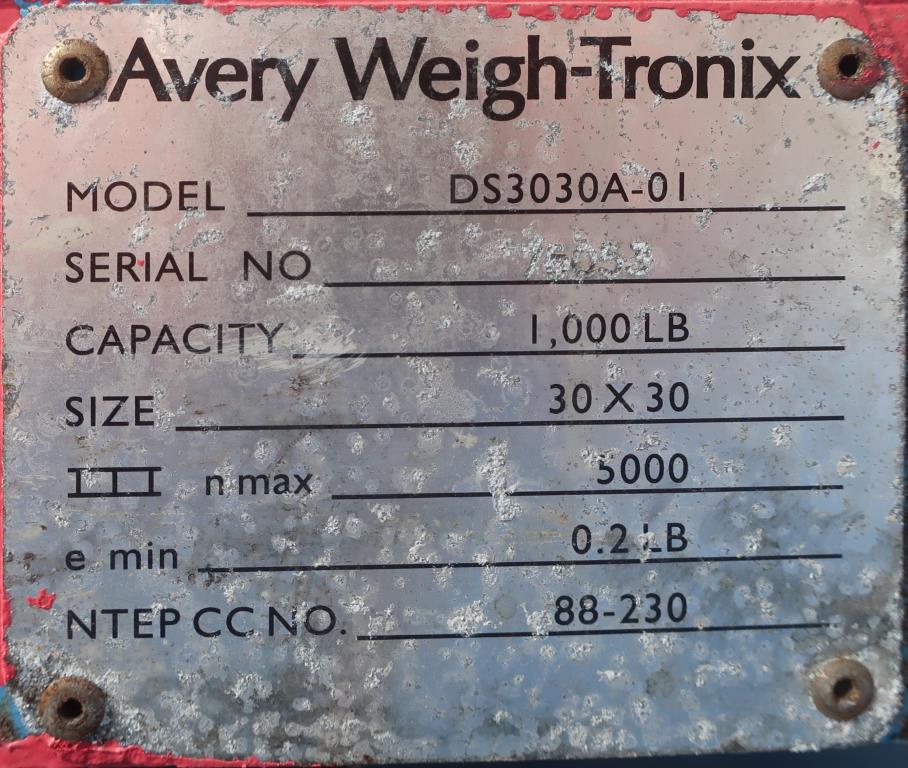 Avery Weigh-Tronix
MODEL DS3030A-01
SERIAL NO
CAPACITY 1,000 LB
SIZE 30 X 30
III n max 5000
e min 0.2 LB
NTEP CC NO. 88-230